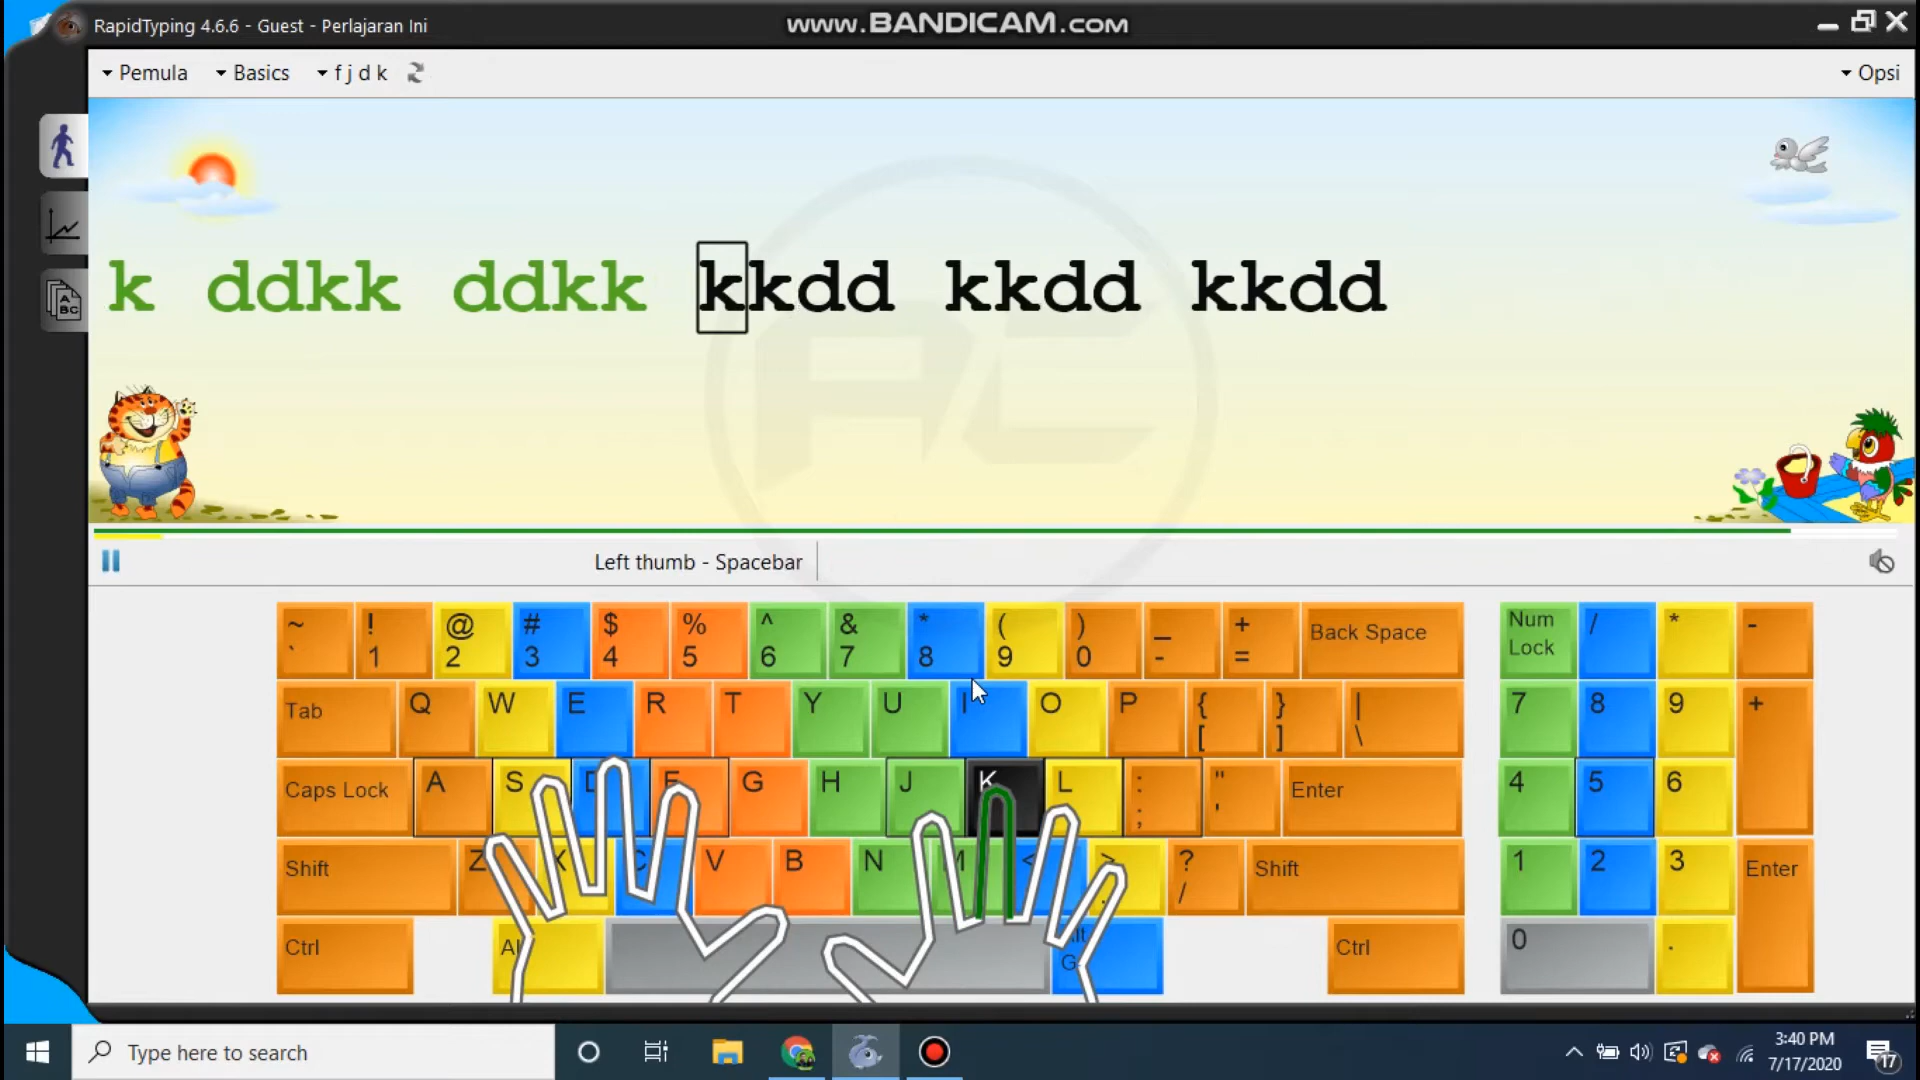 RapidTyping 4.6.6 - Guest - Perlajaran Ini
www.BANDICAM.com
Pemula Basics f j d k Opsi
k ddkk ddkk kkdd kkdd kkdd
Left thumb - Spacebar
~ ! @ # $ % ^ & * ( ) _ + Back Space
` 1 2 3 4 5 6 7 8 9 0 - =
Tab Q W E R T Y U I O P { } |
[ ] \
Caps Lock A S D F G H J K L : " Enter
; '
Shift Z X C V B N M < > ? Shift
. /
Ctrl Al Alt G Ctrl
Num Lock / * -
7 8 9 +
4 5 6
1 2 3 Enter
0 .
Type here to search
3:40 PM
7/17/2020
17